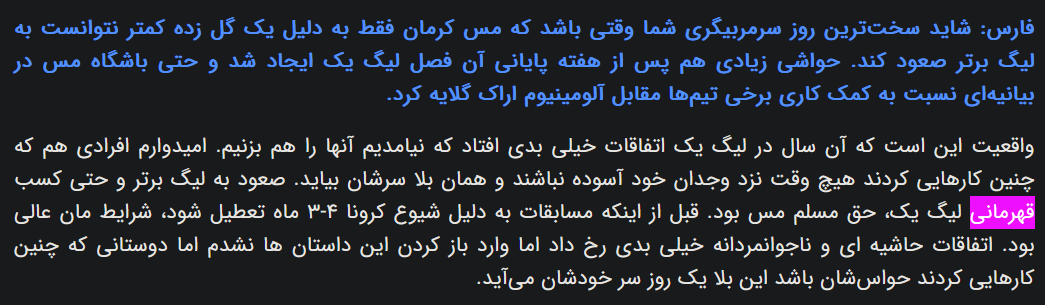 فارس: شاید سخت‌ترین روز سرمربیگری شما وقتی باشد که مس کرمان فقط به دلیل یک گل زده کمتر نتوانست به
لیگ برتر صعود کند. حواشی زیادی هم پس از هفته پایانی آن فصل لیگ یک ایجاد شد و حتی باشگاه مس در
بیانیه‌ای نسبت به کمک کاری برخی تیم‌ها مقابل آلومینیوم اراک گلایه کرد.
واقعیت این است که آن سال در لیگ یک اتفاقات خیلی بدی افتاد که نیامدیم آنها را هم بزنیم. امیدوارم افرادی هم که
چنین کارهایی کردند هیچ وقت نزد وجدان خود آسوده نباشند و همان بلا سرشان بیاید. صعود به لیگ برتر و حتی کسب
قهرمانی لیگ یک، حق مسلم مس بود. قبل از اینکه مسابقات به دلیل شیوع کرونا ۴-۳ ماه تعطیل شود، شرایط مان عالی
بود. اتفاقات حاشیه ای و ناجوانمردانه خیلی بدی رخ داد اما وارد باز کردن این داستان ها نشدم اما دوستانی که چنین
کارهایی کردند حواس‌شان باشد این بلا یک روز سر خودشان می‌آید.